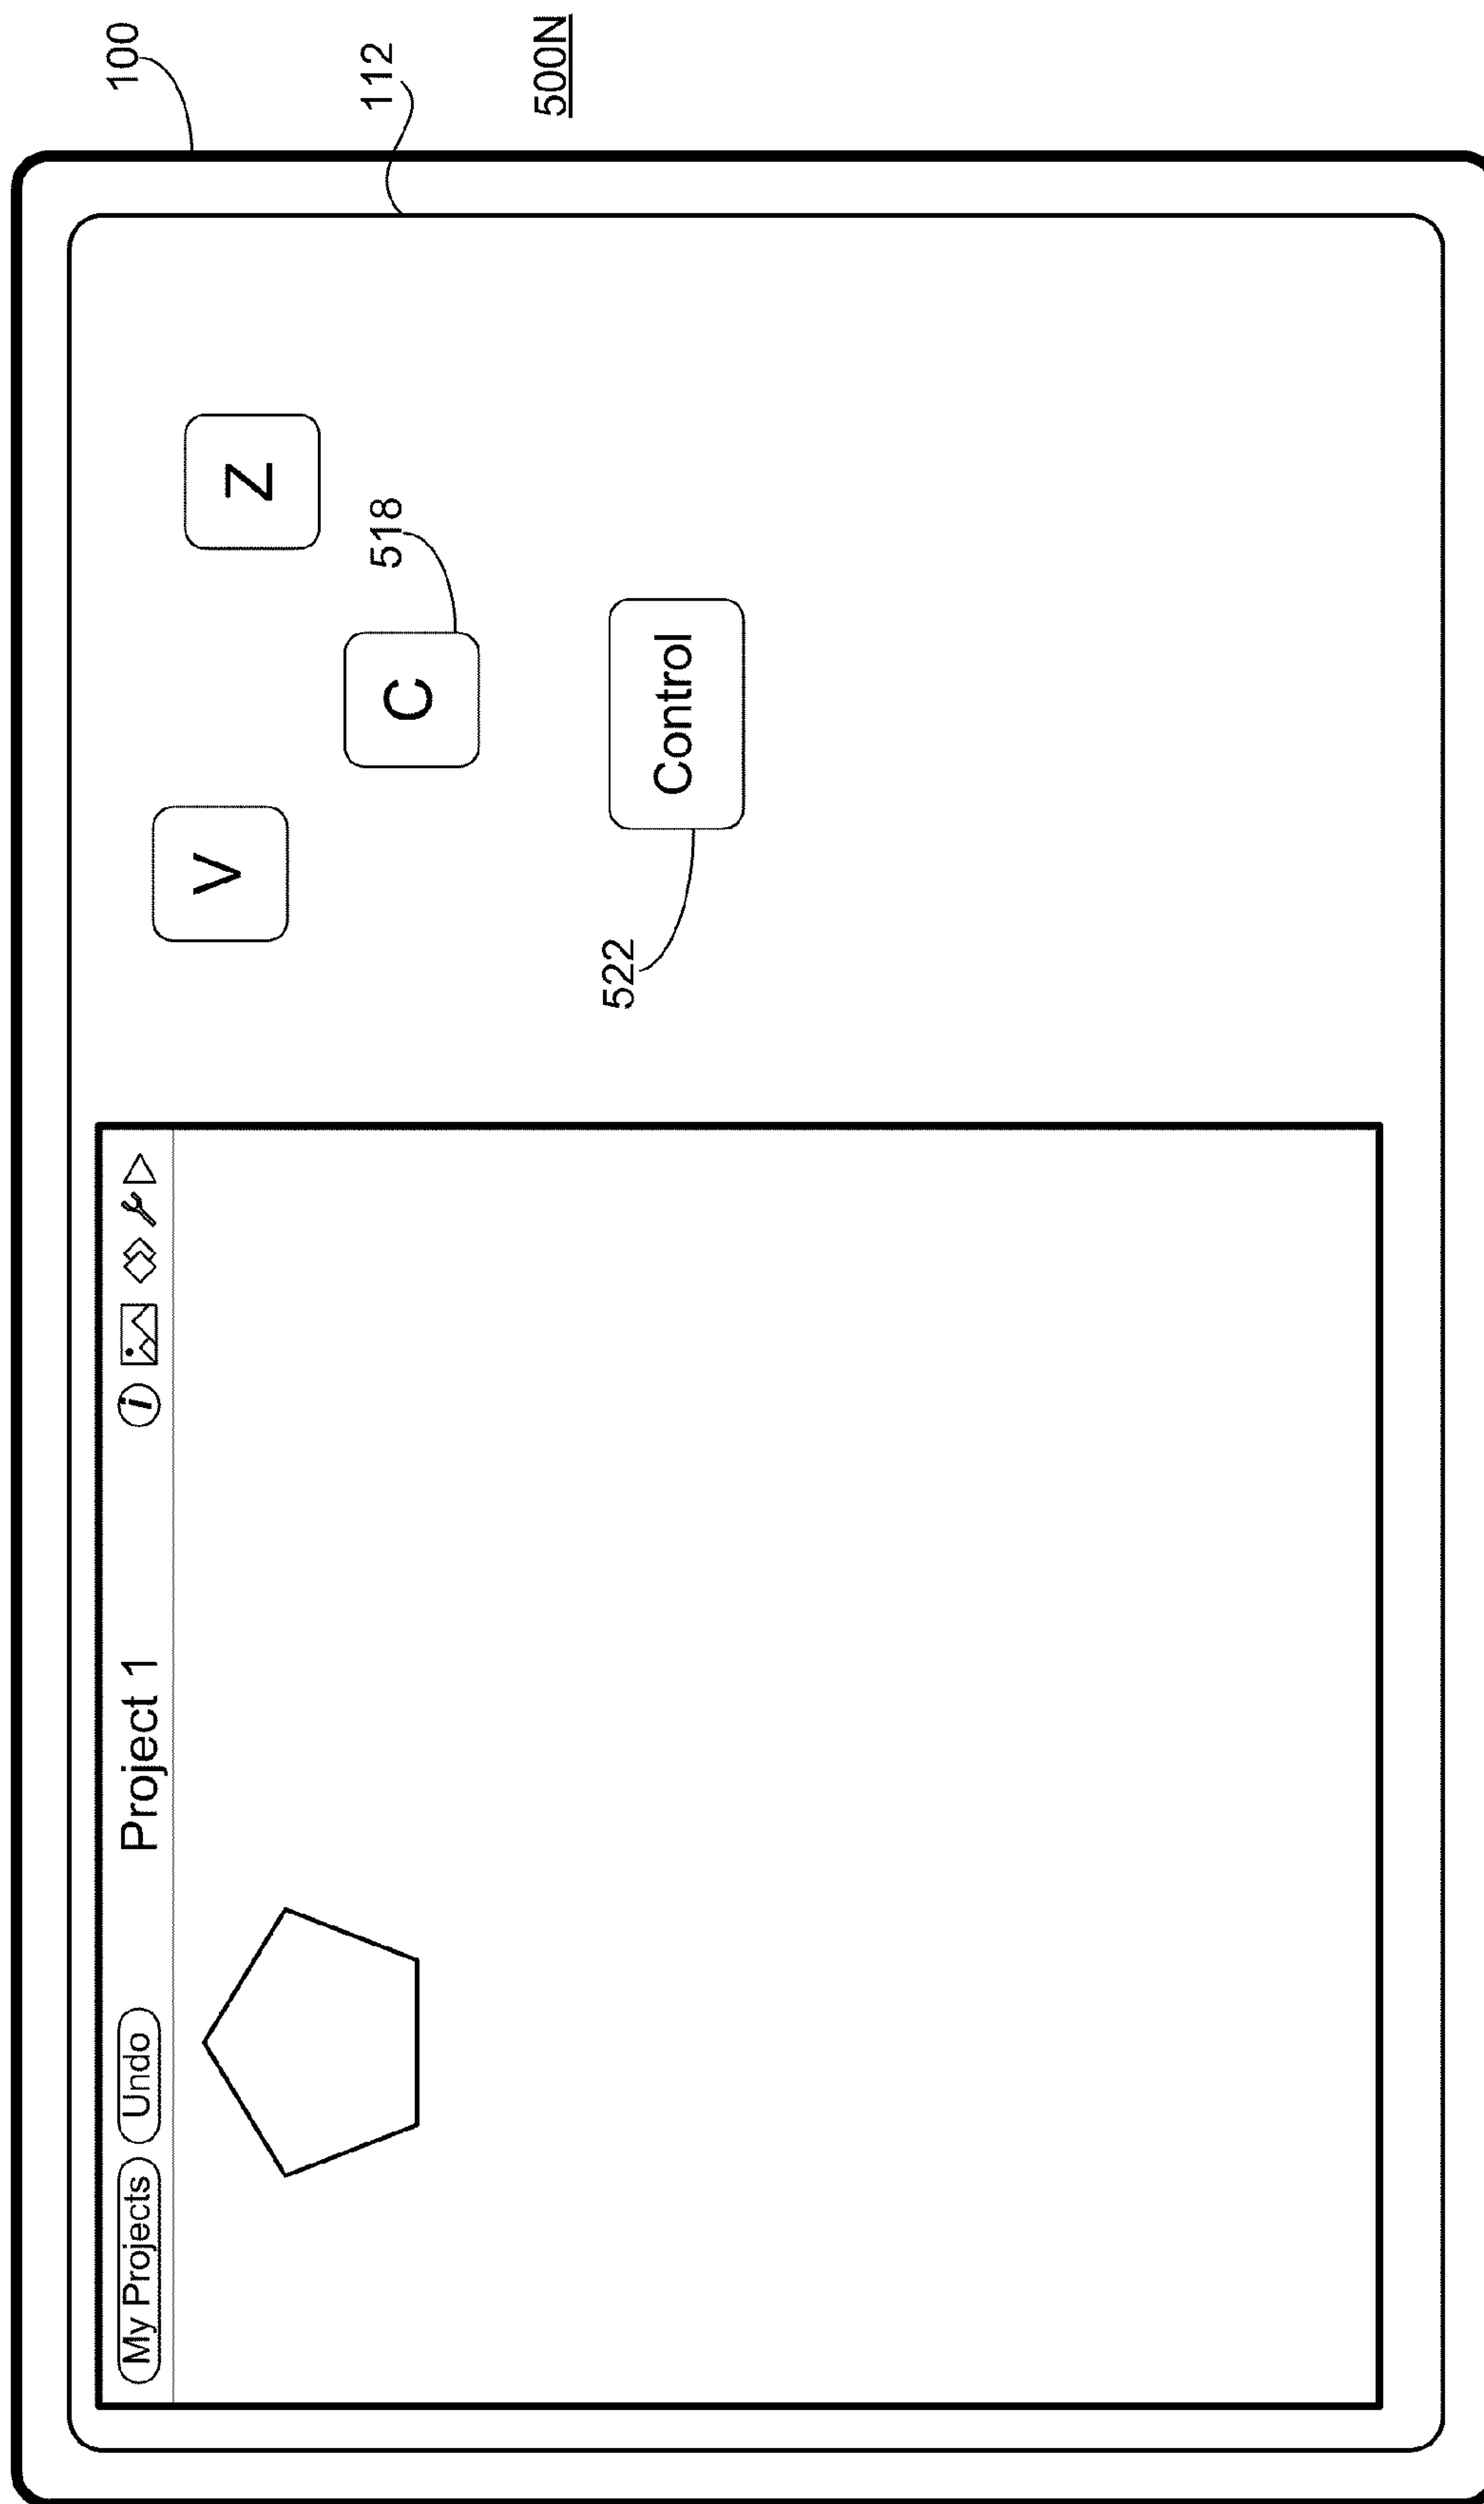 100
112
500N
My Projects Undo Project 1 i
V
Z
C
518
522
Control